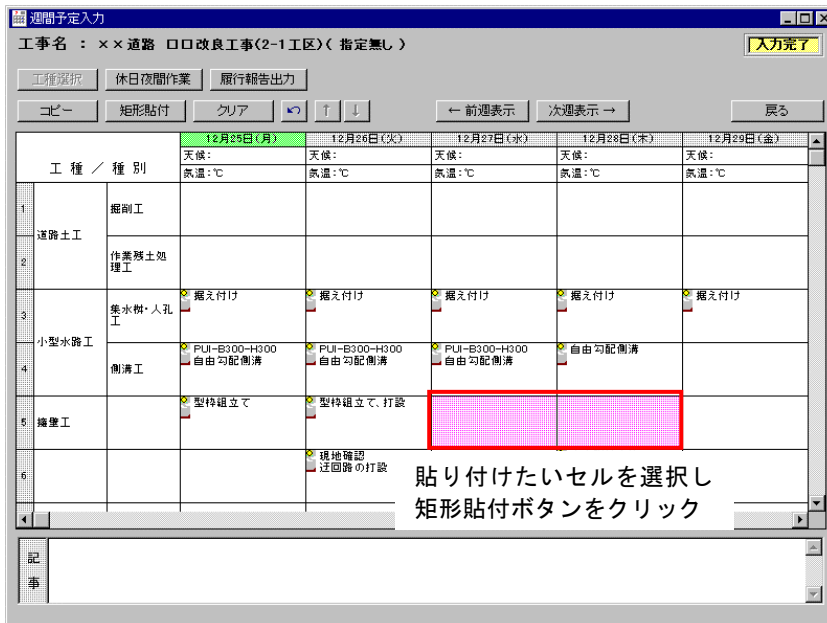 週間予定入力
工事名 : ××道路 口口改良工事(2-1工区)( 指定無し )
入力完了
工種選択 休日夜間作業 履行報告出力
コピー 矩形貼付 クリア ↑ ↓ ← 前週表示 次週表示 → 戻る
工 種 / 種 別
12月25日(月) 12月26日(火) 12月27日(水) 12月28日(木) 12月29日(金)
天候: 天候: 天候: 天候: 天候:
気温:℃ 気温:℃ 気温:℃ 気温:℃ 気温:℃
1 道路土工 掘削工
2 作業残土処
理工
3 小型水路工 集水桝・人孔
工
据え付け 据え付け 据え付け 据え付け 据え付け
4 側溝工
PUI-B300-H300 PUI-B300-H300 PUI-B300-H300 自由勾配側溝
自由勾配側溝 自由勾配側溝 自由勾配側溝
5 擁壁工 型枠組立て 型枠組立て、打設
6 現地確認
迂回路の打設
貼り付けたいセルを選択し
矩形貼付ボタンをクリック
記
事